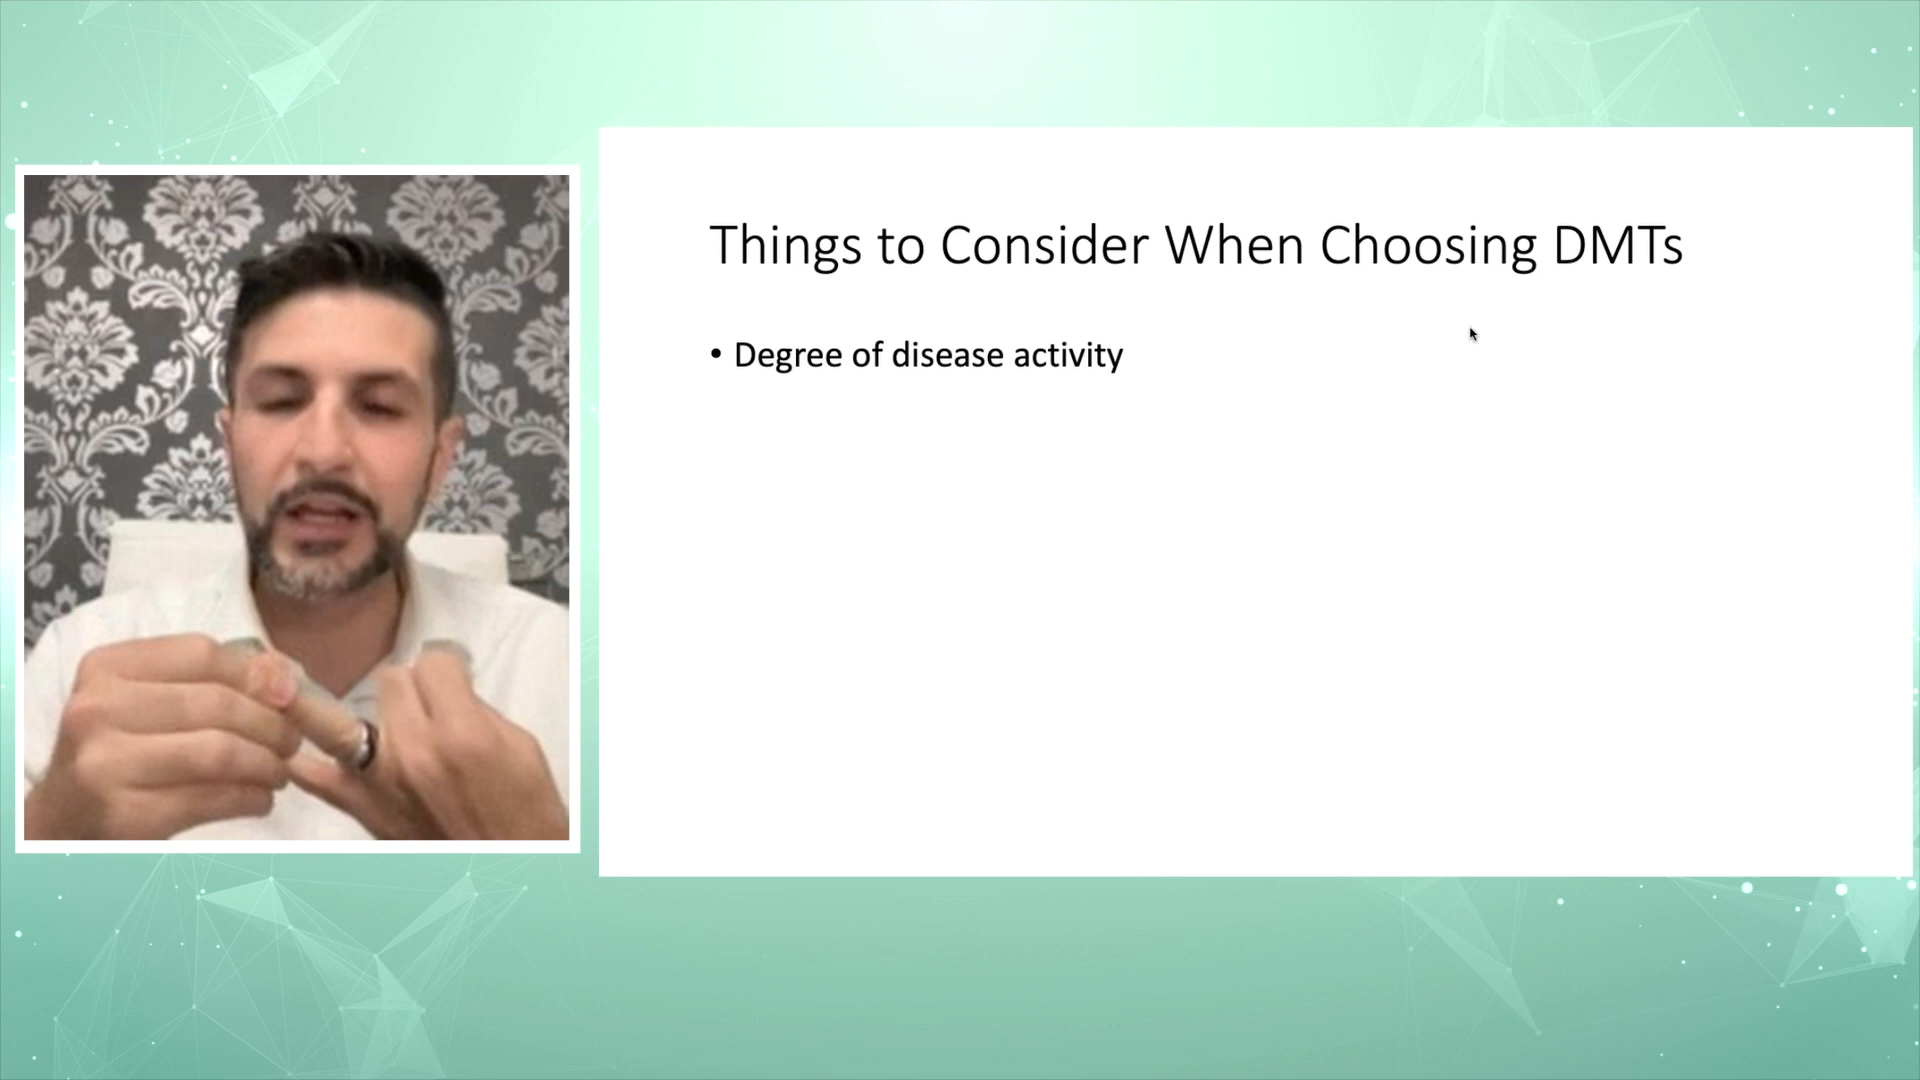 Things to Consider When Choosing DMTs
• Degree of disease activity